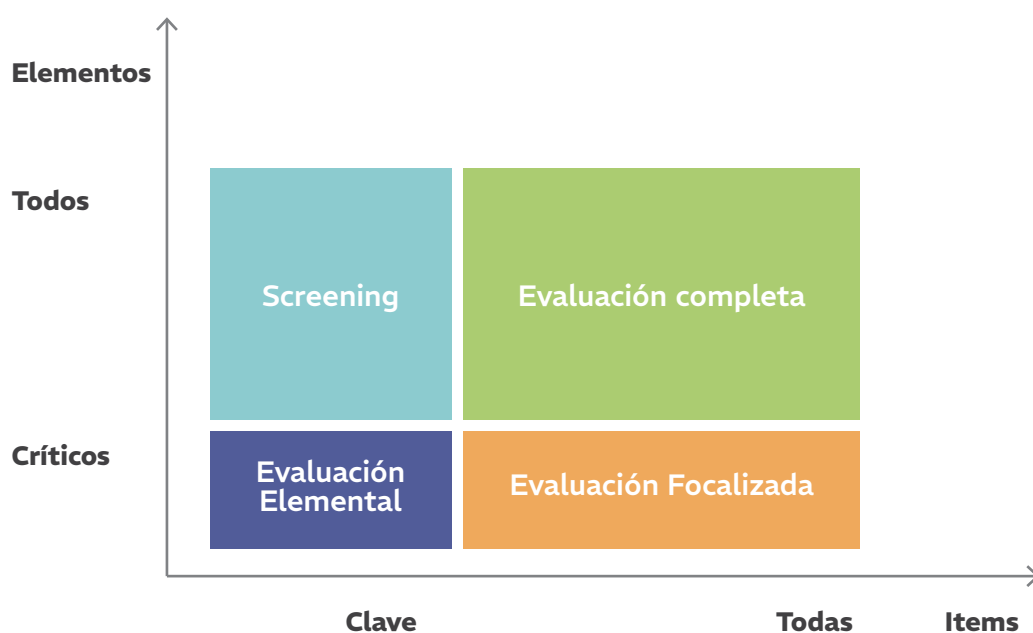 Elementos
Todos
Screening
Evaluación completa
Críticos
Evaluación
Elemental
Evaluación Focalizada
Clave
Todas
Items